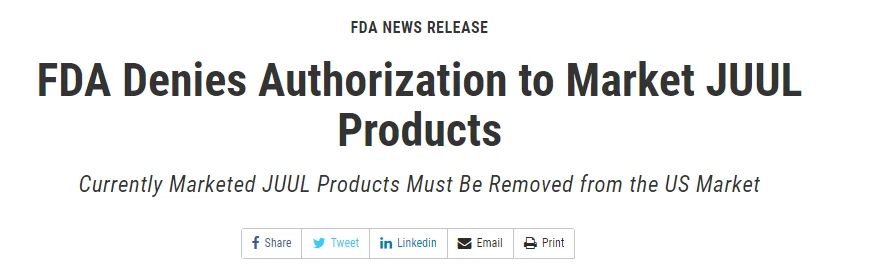 FDA NEWS RELEASE
FDA Denies Authorization to Market JUUL
Products
Currently Marketed JUUL Products Must Be Removed from the US Market
Share Tweet Linkedin Email Print